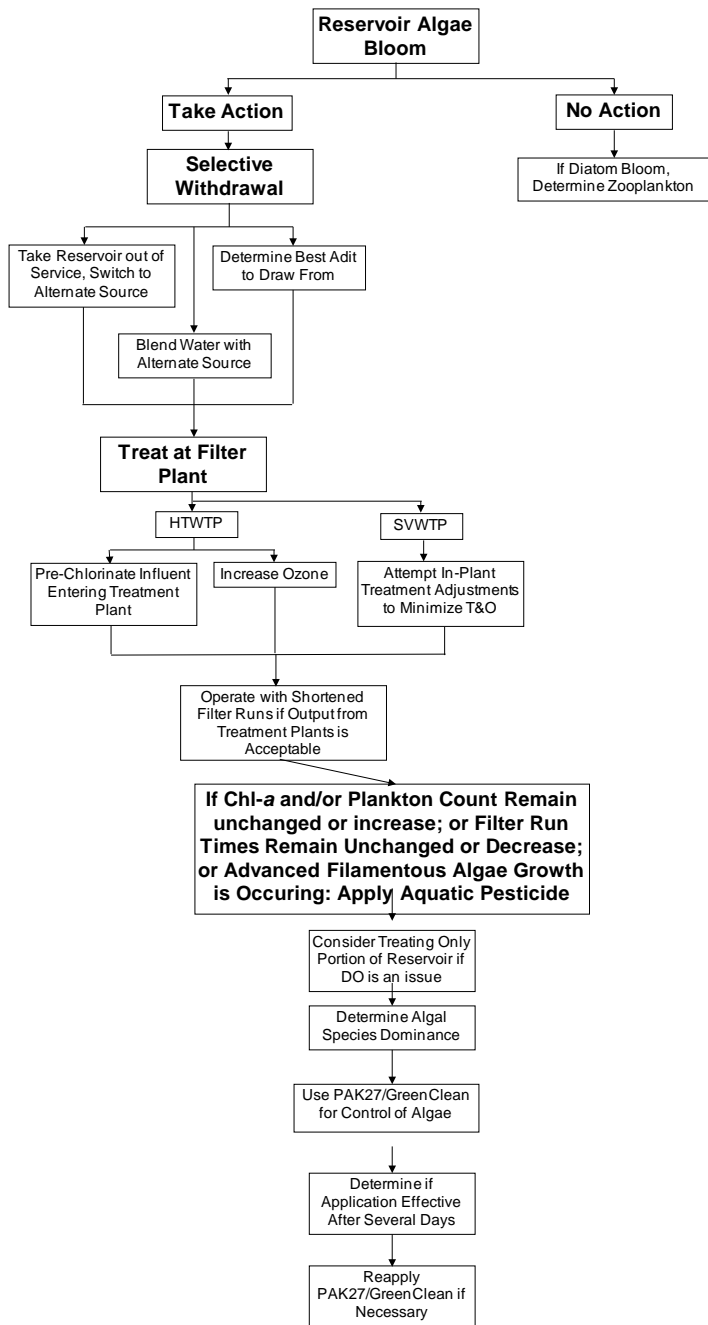 Reservoir Algae
Bloom
Take Action
No Action
Selective
Withdrawal
If Diatom Bloom,
Determine Zooplankton
Take Reservoir out of
Service, Switch to
Alternate Source
Determine Best Adit
to Draw From
Blend Water with
Alternate Source
Treat at Filter
Plant
HTWTP
SVWTP
Pre-Chlorinate Influent
Entering Treatment
Plant
Increase Ozone
Attempt In-Plant
Treatment Adjustments
to Minimize T&O
Operate with Shortened
Filter Runs if Output from
Treatment Plants is
Acceptable
If Chl-a and/or Plankton Count Remain
unchanged or increase; or Filter Run
Times Remain Unchanged or Decrease;
or Advanced Filamentous Algae Growth
is Occuring: Apply Aquatic Pesticide
Consider Treating Only
Portion of Reservoir if
DO is an issue
Determine Algal
Species Dominance
Use PAK27/GreenClean
for Control of Algae
Determine if
Application Effective
After Several Days
Reapply
PAK27/GreenClean if
Necessary